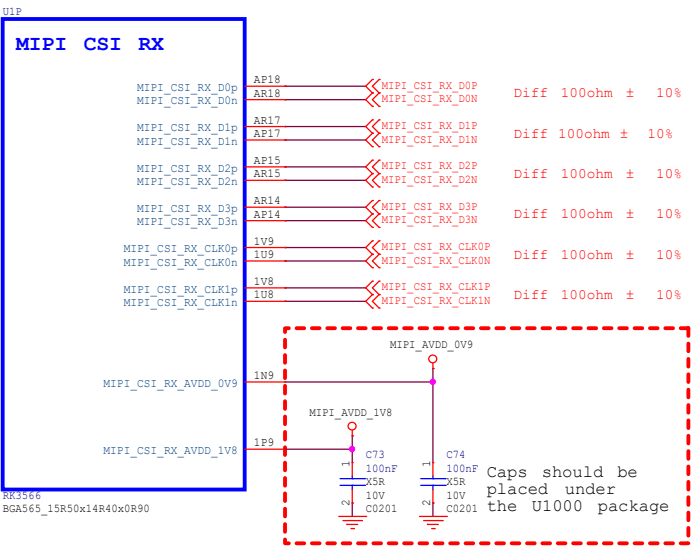 U1P
MIPI CSI RX
MIPI_CSI_RX_D0p AP18 MIPI_CSI_RX_D0P
MIPI_CSI_RX_D0n AR18 MIPI_CSI_RX_D0N
Diff 100ohm ± 10%
MIPI_CSI_RX_D1p AR17 MIPI_CSI_RX_D1P
MIPI_CSI_RX_D1n AP17 MIPI_CSI_RX_D1N
Diff 100ohm ± 10%
MIPI_CSI_RX_D2p AP15 MIPI_CSI_RX_D2P
MIPI_CSI_RX_D2n AR15 MIPI_CSI_RX_D2N
Diff 100ohm ± 10%
MIPI_CSI_RX_D3p AR14 MIPI_CSI_RX_D3P
MIPI_CSI_RX_D3n AP14 MIPI_CSI_RX_D3N
Diff 100ohm ± 10%
MIPI_CSI_RX_CLK0p 1V9 MIPI_CSI_RX_CLK0P
MIPI_CSI_RX_CLK0n 1U9 MIPI_CSI_RX_CLK0N
Diff 100ohm ± 10%
MIPI_CSI_RX_CLK1p 1V8 MIPI_CSI_RX_CLK1P
MIPI_CSI_RX_CLK1n 1U8 MIPI_CSI_RX_CLK1N
Diff 100ohm ± 10%
MIPI_AVDD_0V9
MIPI_CSI_RX_AVDD_0V9 1N9
MIPI_AVDD_1V8
MIPI_CSI_RX_AVDD_1V8 1P9
1
2
C73
100nF
X5R
10V
C0201
1
2
C74
100nF
X5R
10V
C0201
Caps should be
placed under
the U1000 package
RK3566
BGA565_15R50x14R40x0R90